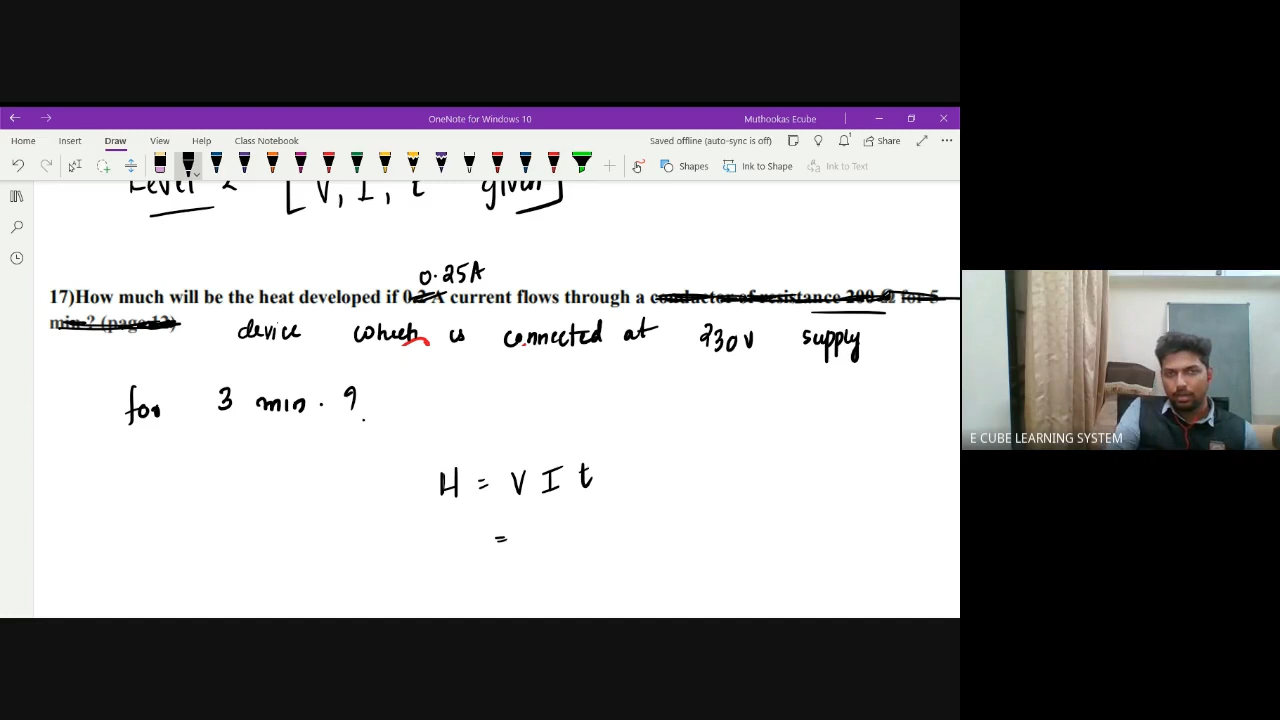 OneNote for Windows 10
Muthookas Ecube
Home Insert Draw View Help Class Notebook
Saved offline (auto-sync is off) Share
Shapes Ink to Shape Ink to Text
Level 2 [V, I, t given]
0.25A
17)How much will be the heat developed if 0.2 A current flows through a conductor of resistance 200 Ω for 5
min ? (page 12)
device which is connected at 230V supply
for 3 min. ?
H = V I t
=
E CUBE LEARNING SYSTEM